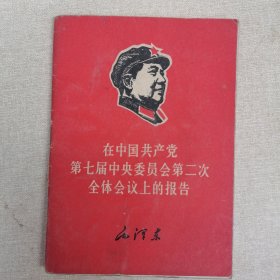 在中国共产党
第七届中央委员会第二次
全体会议上的报告
毛泽东